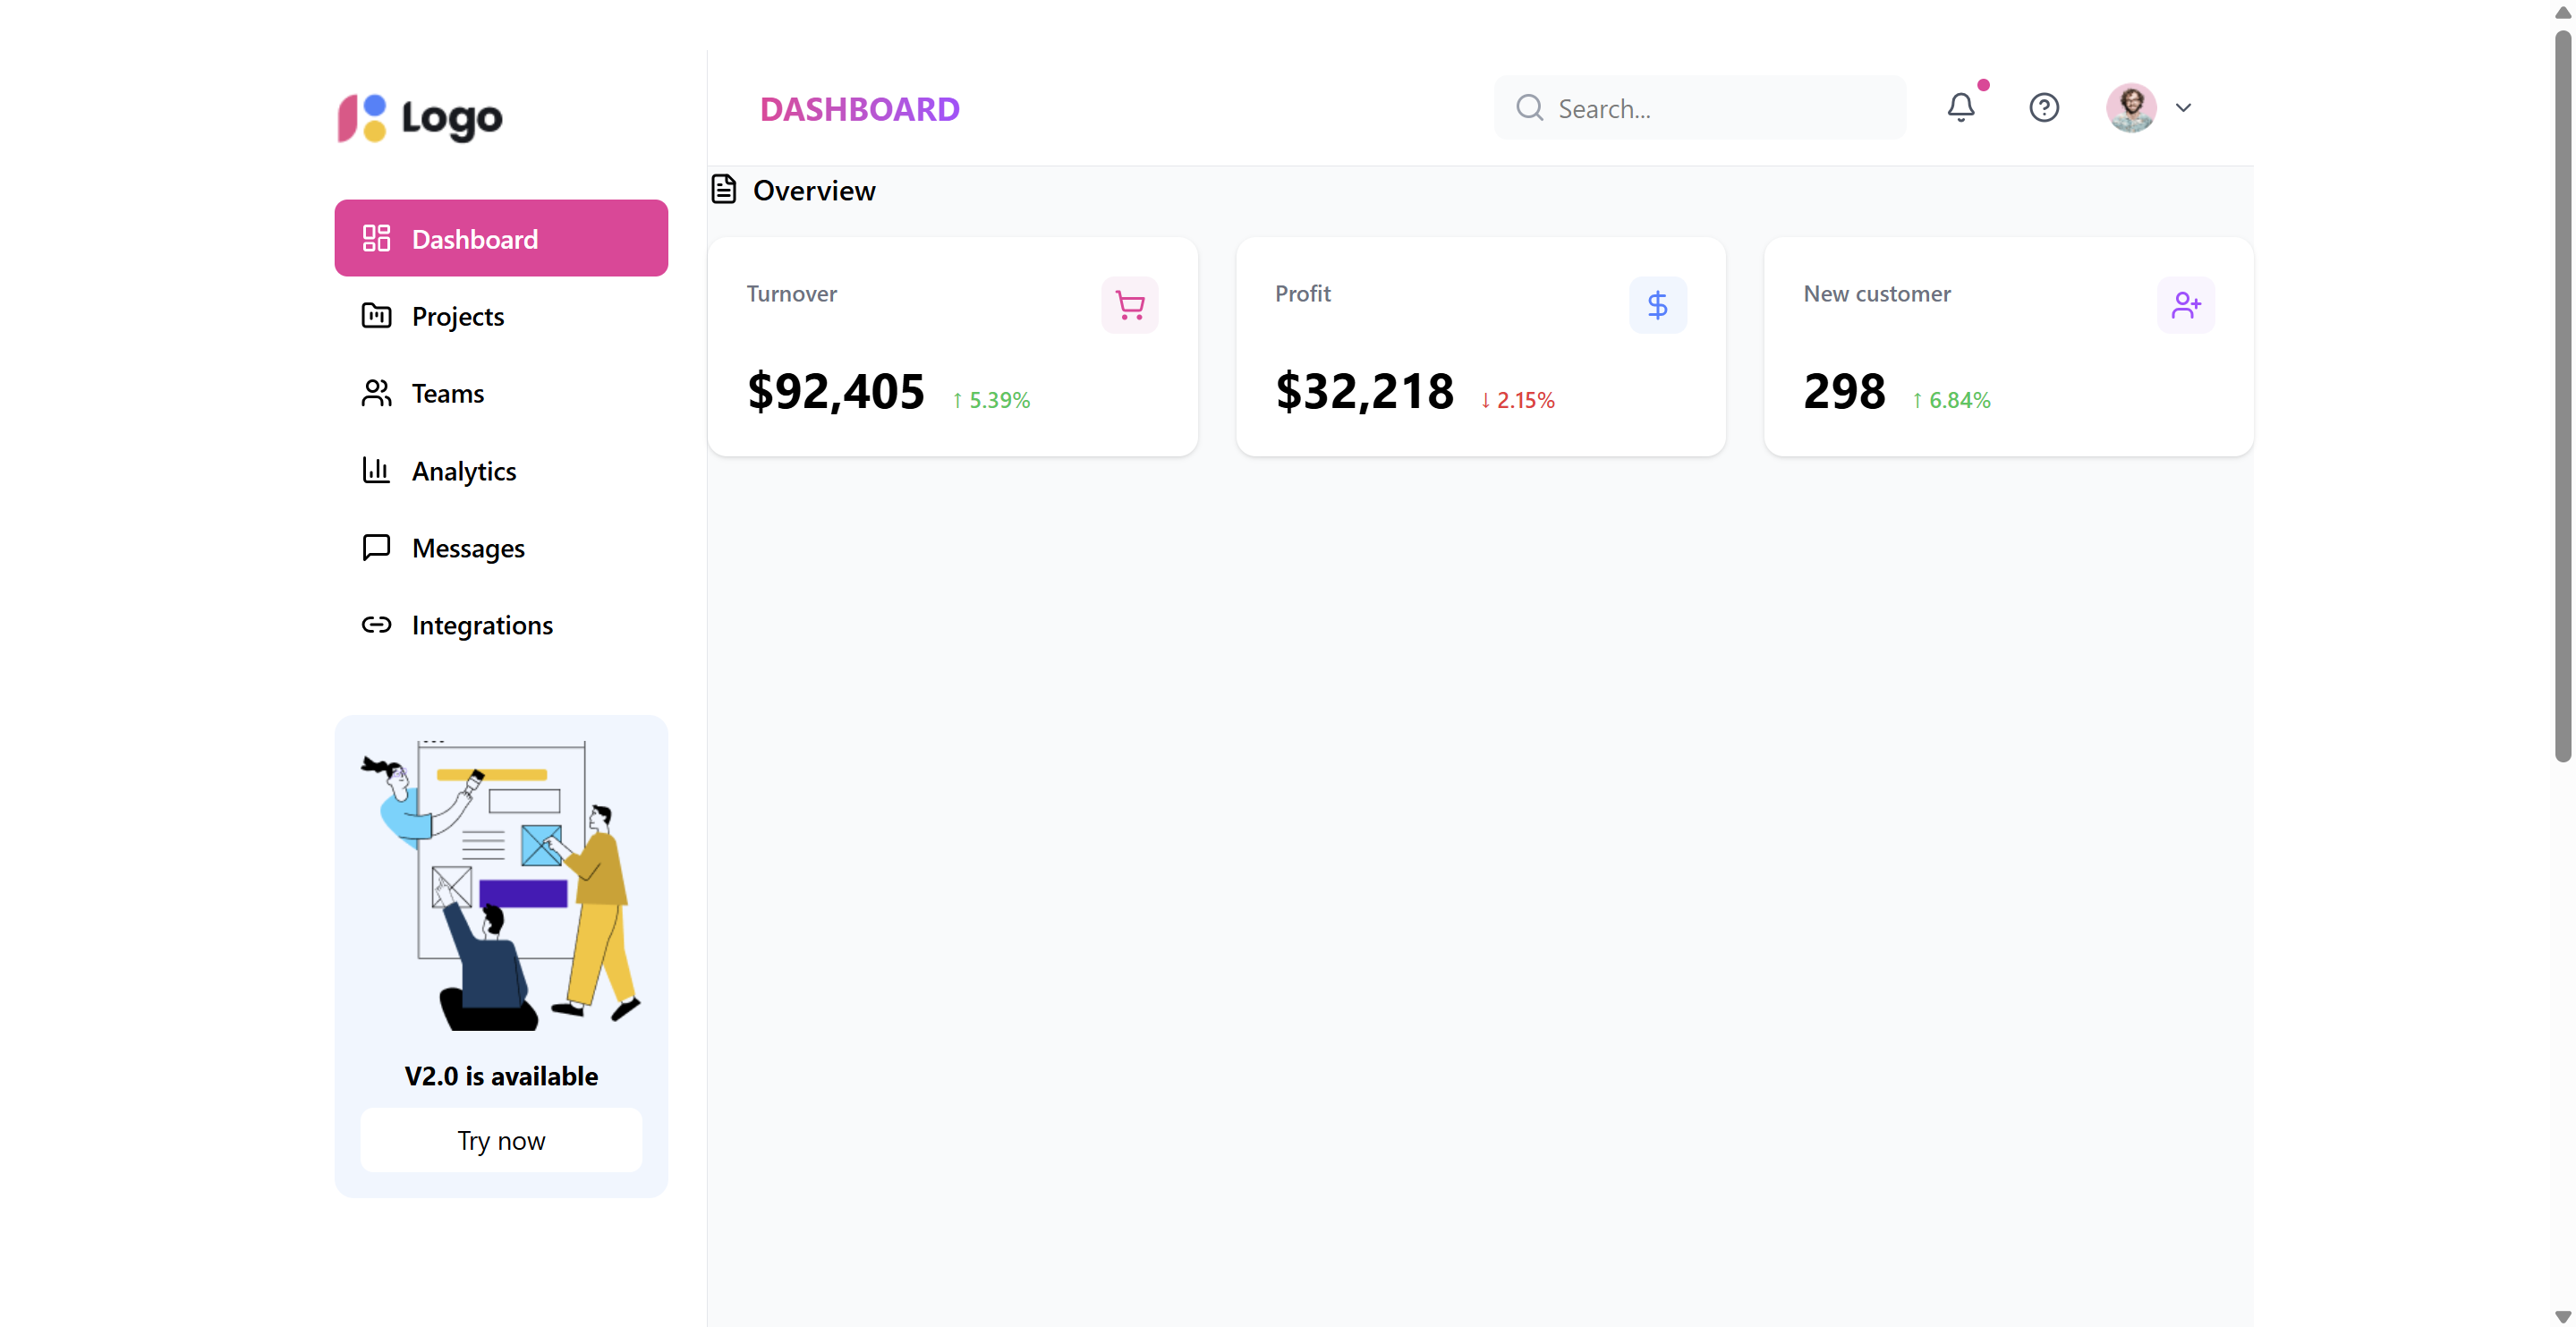 Logo
Dashboard
Projects
Teams
Analytics
Messages
Integrations
V2.0 is available
Try now
DASHBOARD
Search...
Overview
Turnover
$92,405 ↑ 5.39%
Profit
$32,218 ↓ 2.15%
New customer
298 ↑ 6.84%